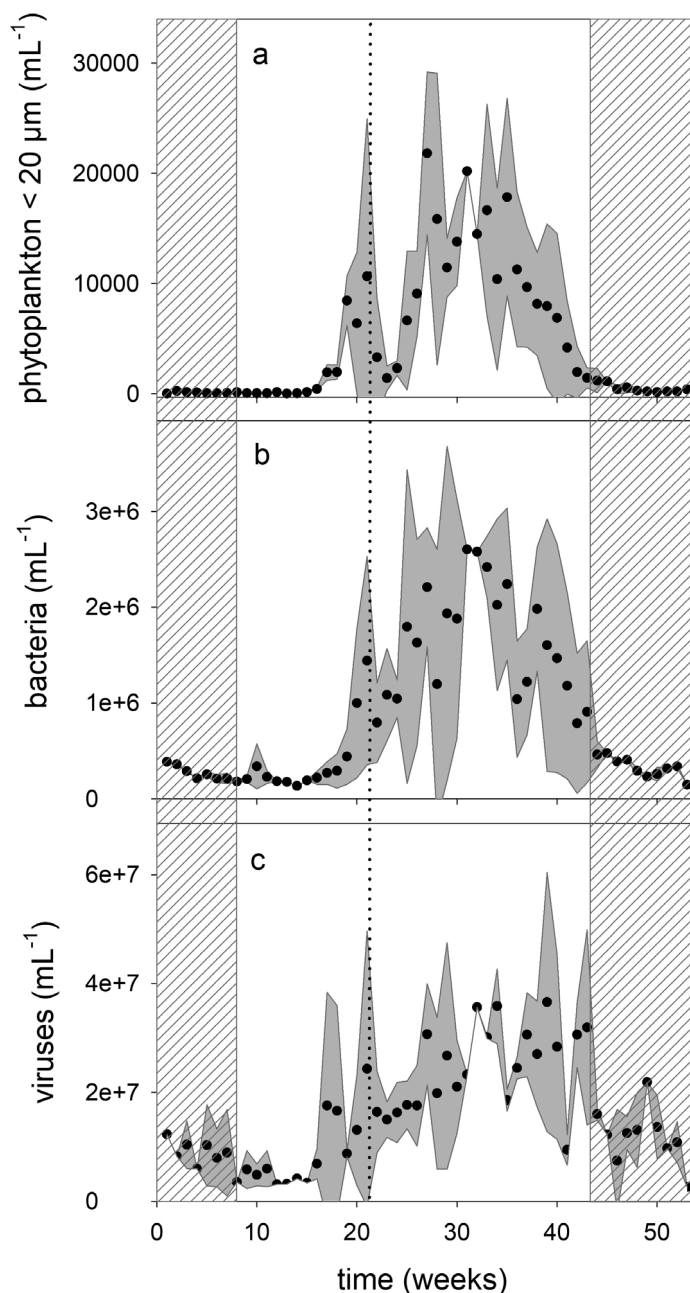 a
phytoplankton < 20 µm (mL⁻¹)
30000
20000
10000
0
b
bacteria (mL⁻¹)
3e+6
2e+6
1e+6
0
c
viruses (mL⁻¹)
6e+7
4e+7
2e+7
0
0 10 20 30 40 50
time (weeks)